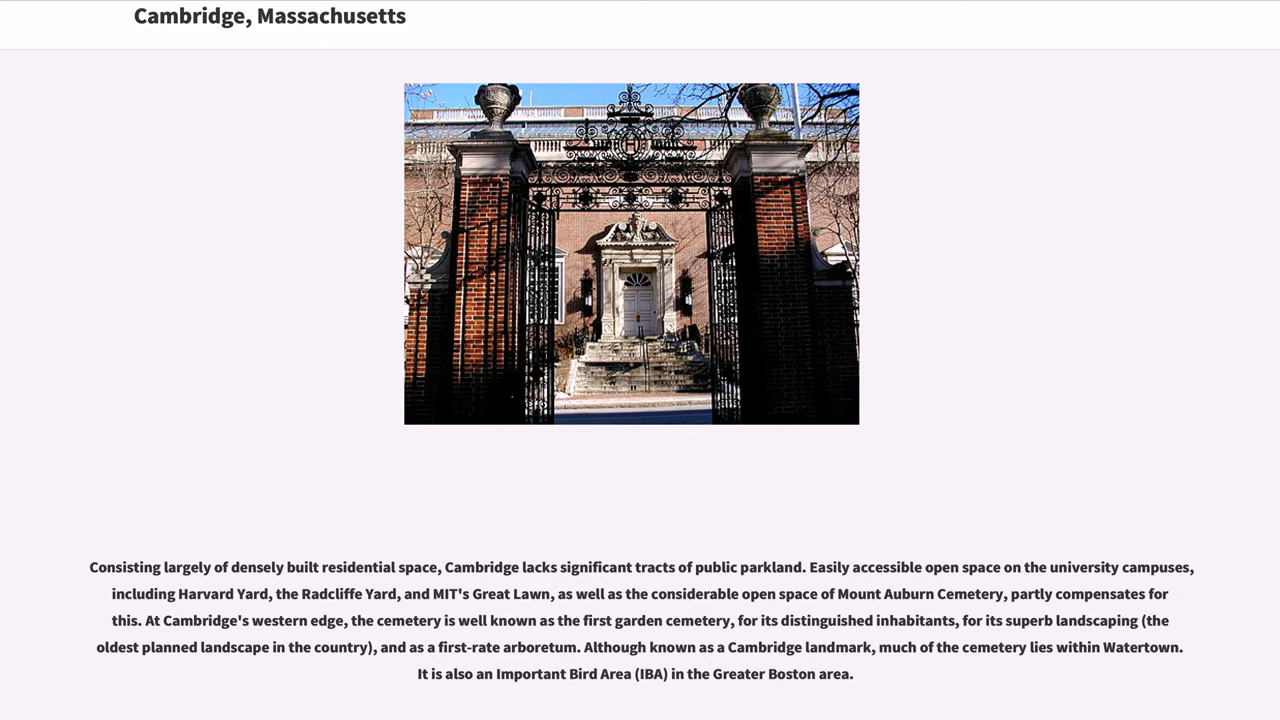 Cambridge, Massachusetts
Consisting largely of densely built residential space, Cambridge lacks significant tracts of public parkland. Easily accessible open space on the university campuses,
including Harvard Yard, the Radcliffe Yard, and MIT's Great Lawn, as well as the considerable open space of Mount Auburn Cemetery, partly compensates for
this. At Cambridge's western edge, the cemetery is well known as the first garden cemetery, for its distinguished inhabitants, for its superb landscaping (the
oldest planned landscape in the country), and as a first-rate arboretum. Although known as a Cambridge landmark, much of the cemetery lies within Watertown.
It is also an Important Bird Area (IBA) in the Greater Boston area.